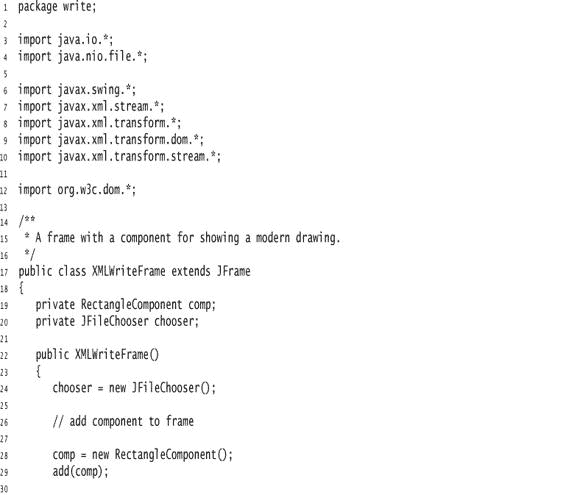 1 package write;
2
3 import java.io.*;
4 import java.nio.file.*;
5
6 import javax.swing.*;
7 import javax.xml.stream.*;
8 import javax.xml.transform.*;
9 import javax.xml.transform.dom.*;
10 import javax.xml.transform.stream.*;
11
12 import org.w3c.dom.*;
13
14 /**
15  * A frame with a component for showing a modern drawing.
16  */
17 public class XMLWriteFrame extends JFrame
18 {
19    private RectangleComponent comp;
20    private JFileChooser chooser;
21
22    public XMLWriteFrame()
23    {
24       chooser = new JFileChooser();
25
26       // add component to frame
27
28       comp = new RectangleComponent();
29       add(comp);
30